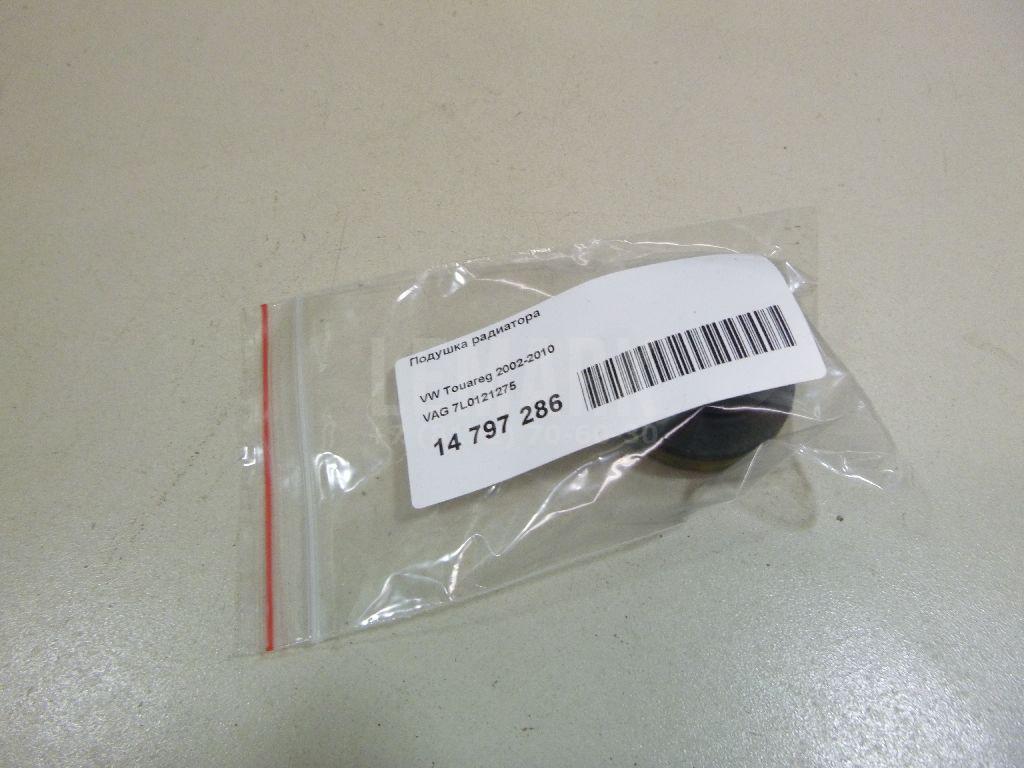 Подушка радиатора
VW Touareg 2002-2010
VAG 7L0121275
14 797 286